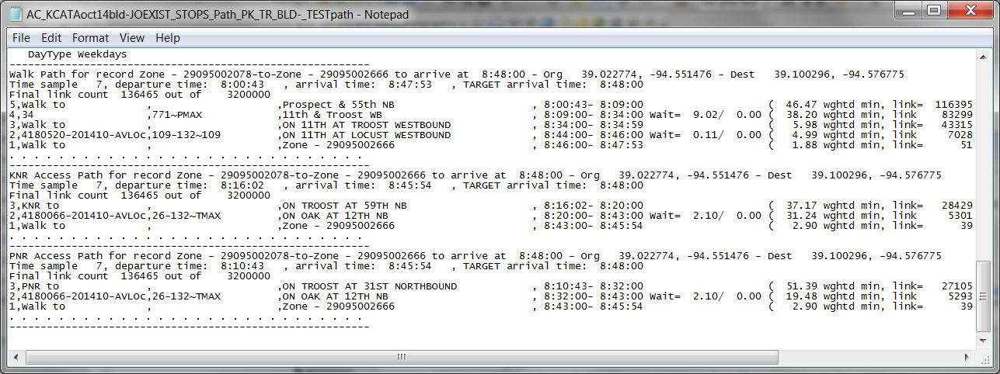 AC_KCATAoct14bld-JOEXIST_STOPS_Path_PK_TR_BLD-_TESTpath - Notepad
File Edit Format View Help
DayType Weekdays
----------------------------------------------------
Walk Path for record Zone - 29095002078-to-Zone - 29095002666 to arrive at  8:48:00 - Org   39.022774, -94.551476 - Dest   39.100296, -94.576775
Time sample   7, departure time:  8:00:43   , arrival time:  8:47:53   , TARGET arrival time:  8:48:00
Final link count  136465 out of    3200000
5,Walk to             ,                    ,Prospect & 55th NB                      , 8:00:43- 8:09:00                    (  46.47 wghtd min, link=  116395
4,34                  ,771~PMAX            ,11th & Troost WB                        , 8:09:00- 8:34:00 Wait=  9.02/  0.00 (  38.20 wghtd min, link    83299
3,Walk to             ,                    ,ON 11TH AT TROOST WESTBOUND             , 8:34:00- 8:34:59                    (   5.98 wghtd min, link=   43315
2,4180520-201410-AVLoc,109-132~109         ,ON 11TH AT LOCUST WESTBOUND             , 8:44:00- 8:46:00 Wait=  0.11/  0.00 (   4.99 wghtd min, link     7028
1,Walk to             ,                    ,Zone - 29095002666                      , 8:46:00- 8:47:53                    (   1.88 wghtd min, link=      51
. . . . . . . . . . . . . . . . . . . . . . . . . .
----------------------------------------------------
KNR Access Path for record Zone - 29095002078-to-Zone - 29095002666 to arrive at  8:48:00 - Org   39.022774, -94.551476 - Dest   39.100296, -94.576775
Time sample   7, departure time:  8:16:02   , arrival time:  8:45:54   , TARGET arrival time:  8:48:00
Final link count  136465 out of    3200000
3,KNR to              ,                    ,ON TROOST AT 59TH NB                    , 8:16:02- 8:20:00                    (  37.17 wghtd min, link=   28429
2,4180066-201410-AVLoc,26-132~TMAX         ,ON OAK AT 12TH NB                       , 8:20:00- 8:43:00 Wait=  2.10/  0.00 (  31.24 wghtd min, link     5301
1,Walk to             ,                    ,Zone - 29095002666                      , 8:43:00- 8:45:54                    (   2.90 wghtd min, link=      39
. . . . . . . . . . . . . . . . . . . . . . . . . .
----------------------------------------------------
PNR Access Path for record Zone - 29095002078-to-Zone - 29095002666 to arrive at  8:48:00 - Org   39.022774, -94.551476 - Dest   39.100296, -94.576775
Time sample   7, departure time:  8:10:43   , arrival time:  8:45:54   , TARGET arrival time:  8:48:00
Final link count  136465 out of    3200000
3,PNR to              ,                    ,ON TROOST AT 31ST NORTHBOUND            , 8:10:43- 8:32:00                    (  51.39 wghtd min, link=   27105
2,4180066-201410-AVLoc,26-132~TMAX         ,ON OAK AT 12TH NB                       , 8:32:00- 8:43:00 Wait=  2.10/  0.00 (  19.48 wghtd min, link     5293
1,Walk to             ,                    ,Zone - 29095002666                      , 8:43:00- 8:45:54                    (   2.90 wghtd min, link=      39
. . . . . . . . . . . . . . . . . . . . . . . . . .
----------------------------------------------------